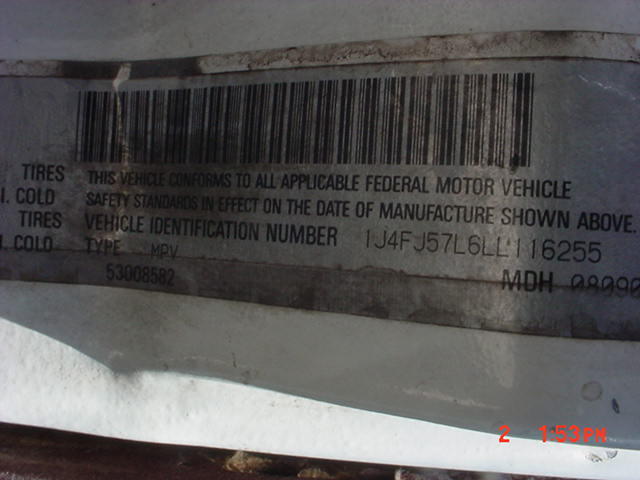 TIRES THIS VEHICLE CONFORMS TO ALL APPLICABLE FEDERAL MOTOR VEHICLE
I. COLD SAFETY STANDARDS IN EFFECT ON THE DATE OF MANUFACTURE SHOWN ABOVE.
TIRES VEHICLE IDENTIFICATION NUMBER 1J4FJ57L6LL116255
I. COLD TYPE MPV
53008582 MDH 08090
2 1:53PM